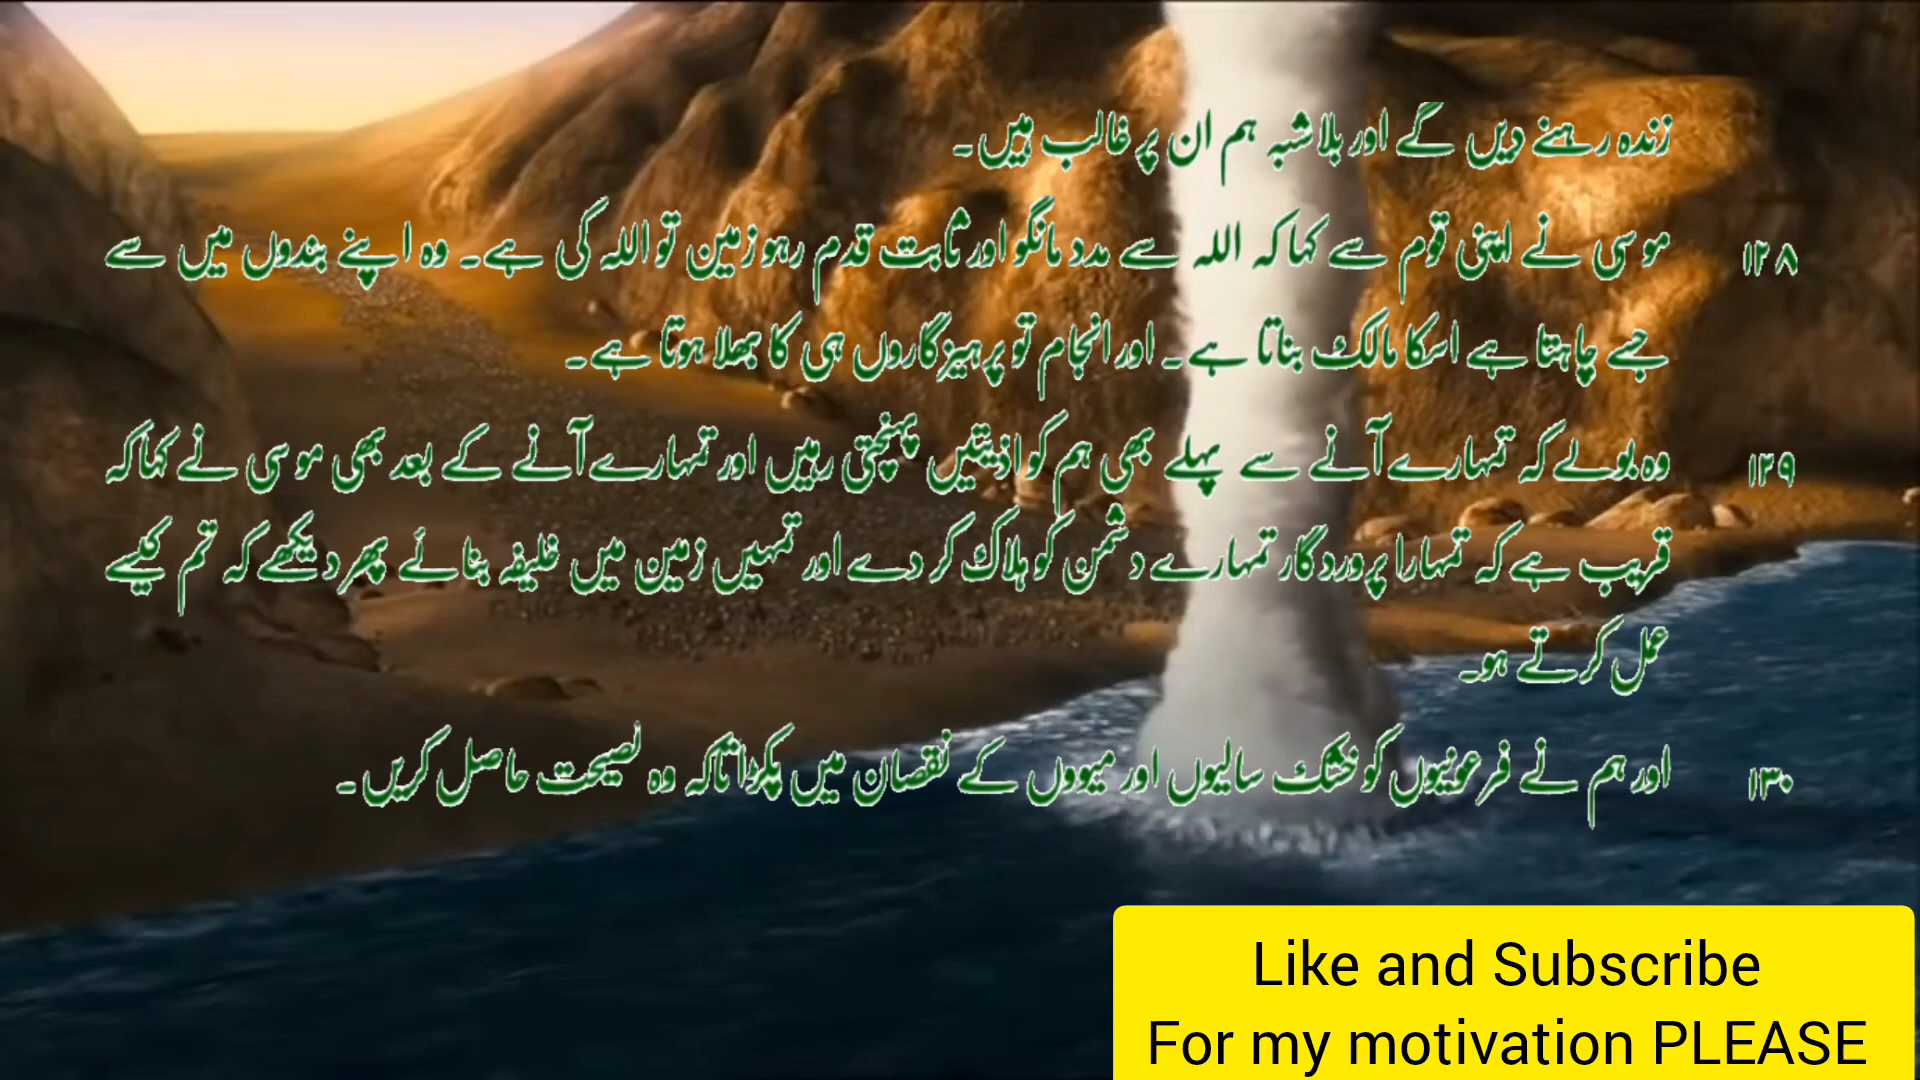 زندہ رہنے دیں گے اور بلا شبہ ہم ان پر غالب ہیں۔
۱۲۸ موسی نے اپنی قوم سے کہا کہ اللہ سے مدد مانگو اور ثابت قدم رہو زمین تو اللہ کی ہے۔ وہ اپنے بندوں میں سے
جسے چاہتا ہے اسکا مالک بناتا ہے۔ اور انجام تو پرہیزگاروں ہی کا بھلا ہوتا ہے۔
۱۲۹ وہ بولے کہ تمہارے آنے سے پہلے بھی ہم کو اذیتیں پہنچتی رہیں اور تمہارے آنے کے بعد بھی موسی نے کہا کہ
قریب ہے کہ تمہارا پروردگار تمہارے دشمن کو ہلاک کر دے اور تمہیں زمین میں خلیفہ بنائے پھر دیکھے کہ تم کیسے
عمل کرتے ہو۔
۱۳۰ اور ہم نے فرعونیوں کو خشک سالیوں اور میووں کے نقصان میں پکڑا تاکہ وہ نصیحت حاصل کریں۔
Like and Subscribe
For my motivation PLEASE